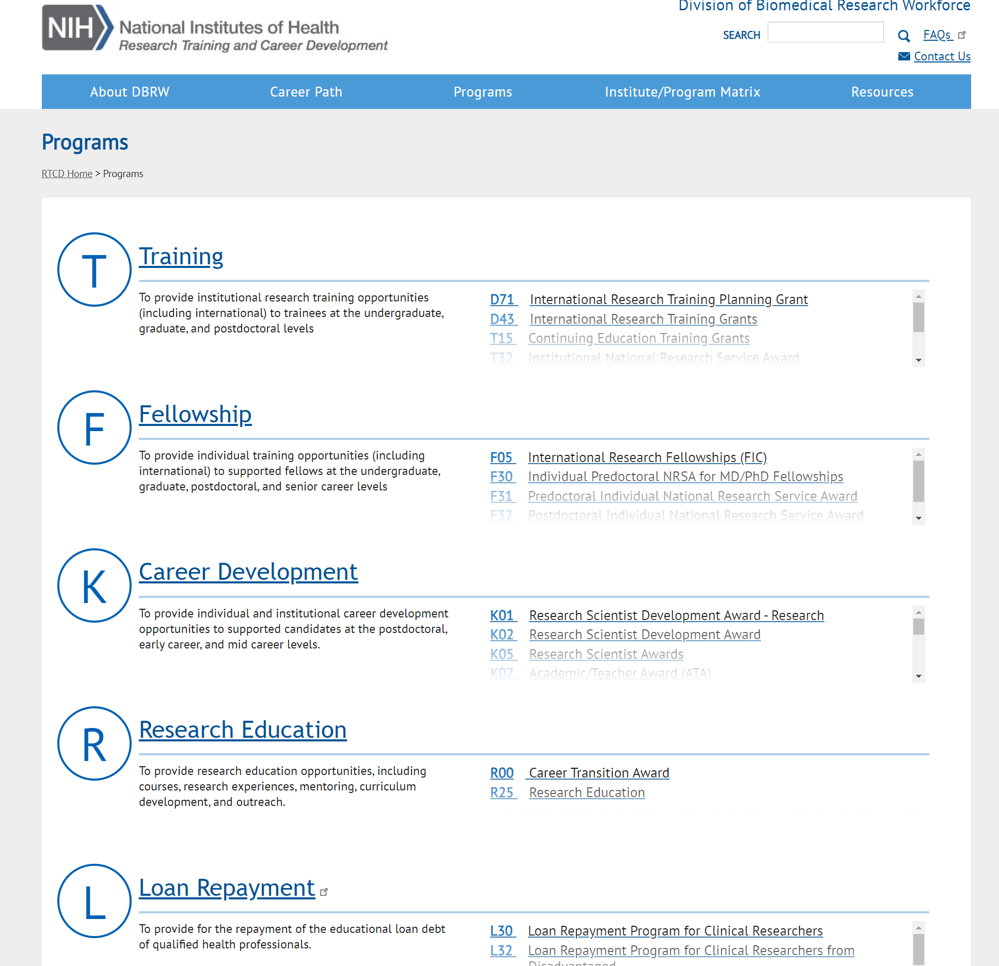 Division of Biomedical Research Workforce
NIH National Institutes of Health
Research Training and Career Development
SEARCH FAQs
Contact Us
About DBRW Career Path Programs Institute/Program Matrix Resources
Programs
RTCD Home > Programs
T
Training
To provide institutional research training opportunities
(including international) to trainees at the undergraduate,
graduate, and postdoctoral levels
D71 International Research Training Planning Grant
D43 International Research Training Grants
T15 Continuing Education Training Grants
T32 Institutional National Research Service Award
F
Fellowship
To provide individual training opportunities (including
international) to supported fellows at the undergraduate,
graduate, postdoctoral, and senior career levels
F05 International Research Fellowships (FIC)
F30 Individual Predoctoral NRSA for MD/PhD Fellowships
F31 Predoctoral Individual National Research Service Award
F32 Postdoctoral Individual National Research Service Award
K
Career Development
To provide individual and institutional career development
opportunities to supported candidates at the postdoctoral,
early career, and mid career levels.
K01 Research Scientist Development Award - Research
K02 Research Scientist Development Award
K05 Research Scientist Awards
K07 Academic/Teacher Award (ATA)
R
Research Education
To provide research education opportunities, including
courses, research experiences, mentoring, curriculum
development, and outreach.
R00 Career Transition Award
R25 Research Education
L
Loan Repayment
To provide for the repayment of the educational loan debt
of qualified health professionals.
L30 Loan Repayment Program for Clinical Researchers
L32 Loan Repayment Program for Clinical Researchers from
Disadvantaged